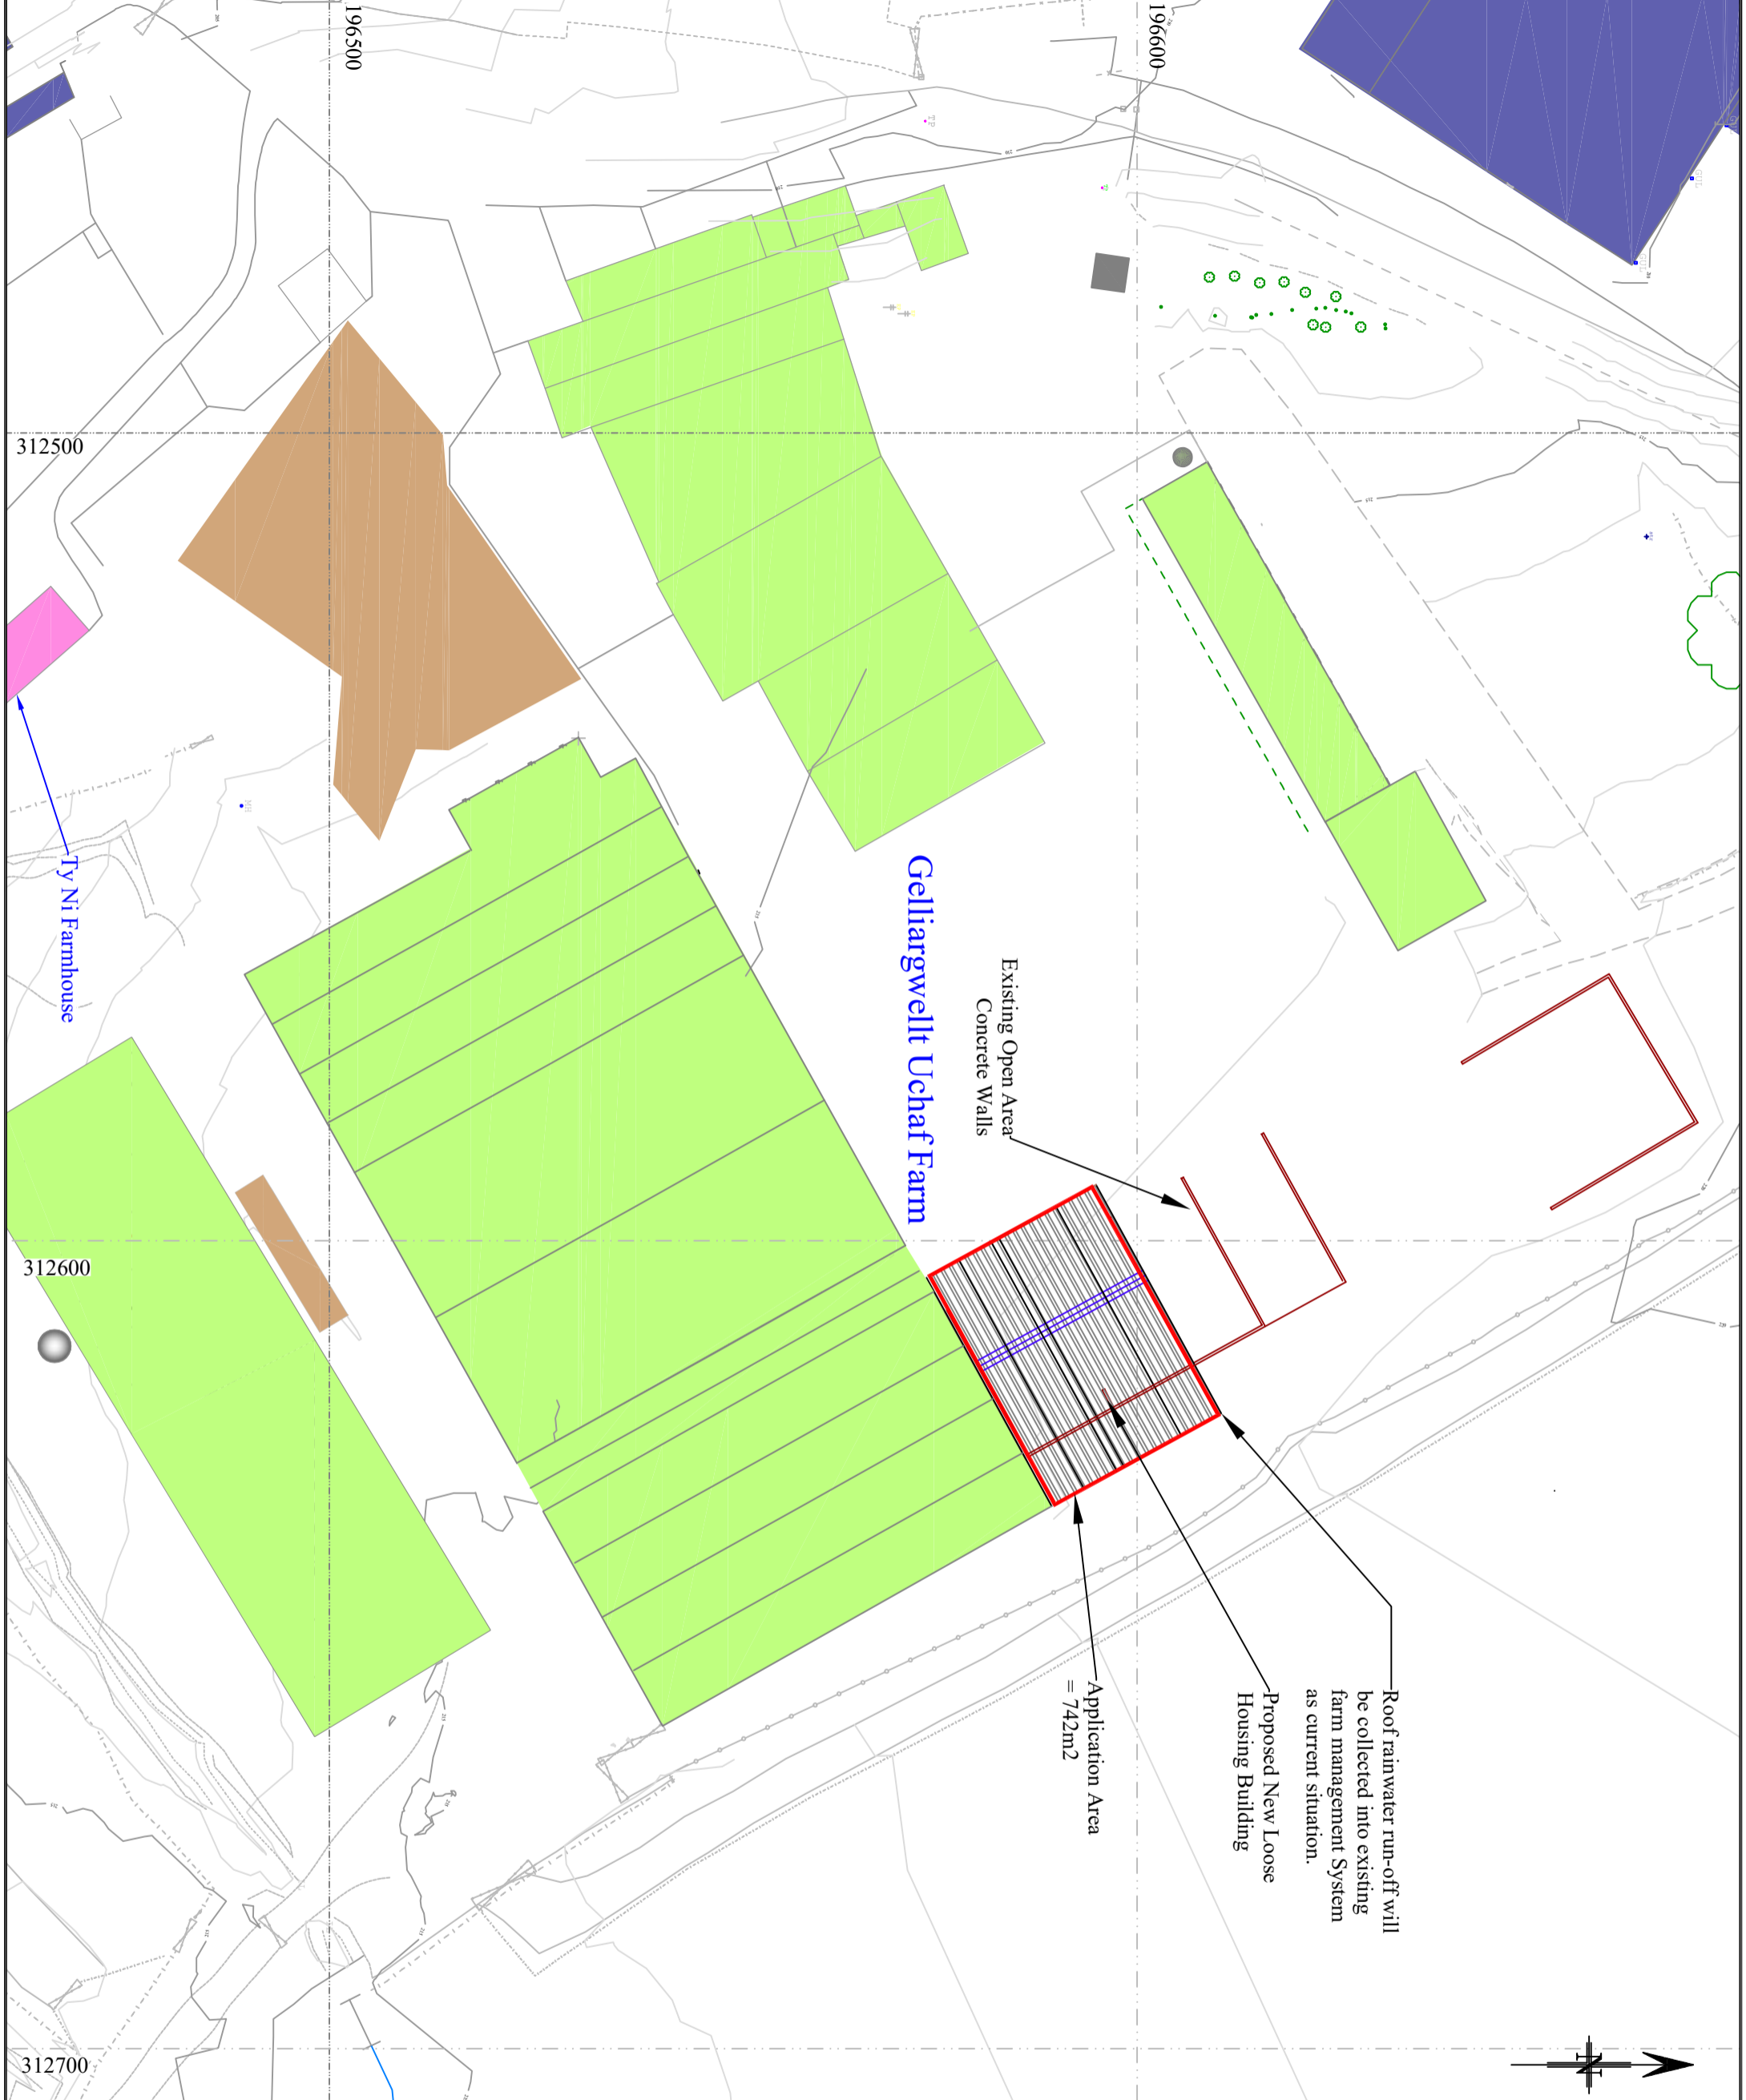 196500
196600
312500
312600
312700
Ty Ni Farmhouse
Gelliargwellt Uchaf Farm
Existing Open Area
Concrete Walls
Roof rainwater run-off will
be collected into existing
farm management System
as current situation.
Proposed New Loose
Housing Building
Application Area
= 742m2
N
MH
TP